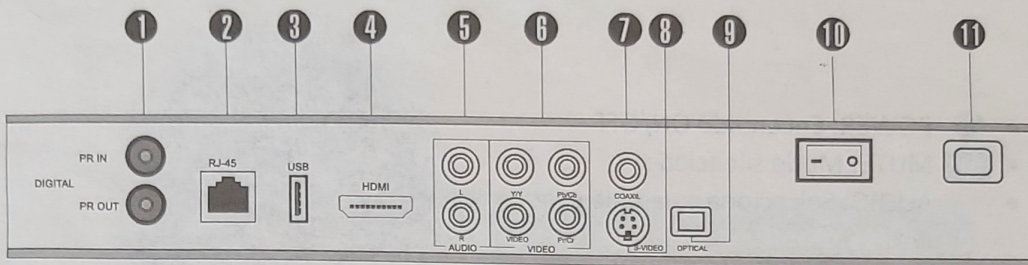 1 2 3 4 5 6 7 8 9 10 11
PR IN
DIGITAL
PR OUT
RJ-45
USB
HDMI
L
R
AUDIO
Y/Y
Pb/Cb
VIDEO
Pr/Cr
VIDEO
COAXIL
S-VIDEO
OPTICAL